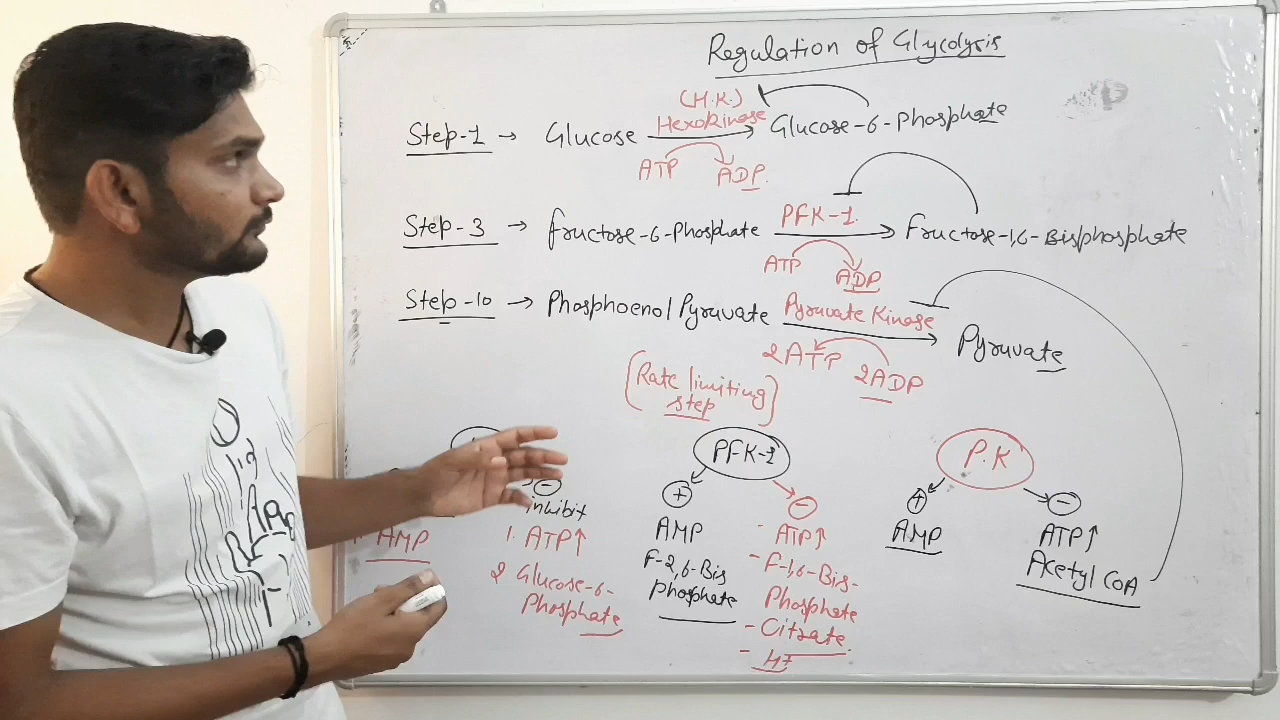 Regulation of Glycolysis
(H.K.)
Step-1 → Glucose Hexokinase Glucose-6-Phosphate
ATP ADP.
Step-3 → fructose-6-Phosphate PFK-1. Fructose-1,6-Bisphosphate
ATP ADP
Step-10 → Phosphoenol Pyruvate Pyruvate Kinase Pyruvate
2ATP 2ADP
(Rate limiting step)
PFK-1
+ -
AMP
F-2,6-Bis
Phosphate
- ATP↑
- F-1,6-Bis-
Phosphate
- Citrate.
- H+
P.K
+ -
AMP
ATP↑
Acetyl CoA
-
inhibit
AMP
1. ATP↑
2 Glucose-6-
Phosphate